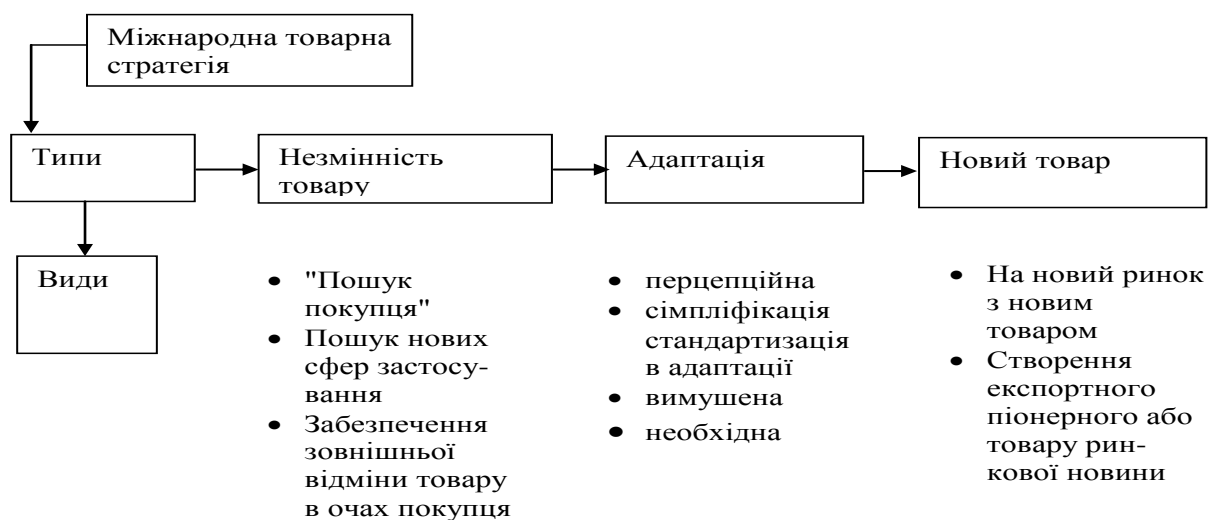 Міжнародна товарна
стратегія
Типи
Незмінність
товару
Адаптація
Новий товар
Види
• "Пошук
покупця"
• Пошук нових
сфер застосу-
вання
• Забезпечення
зовнішньої
відміни товару
в очах покупця
• перцепційна
• сімпліфікація
стандартизація
в адаптації
• вимушена
• необхідна
• На новий ринок
з новим
товаром
• Створення
експортного
піонерного або
товару рин-
кової новини